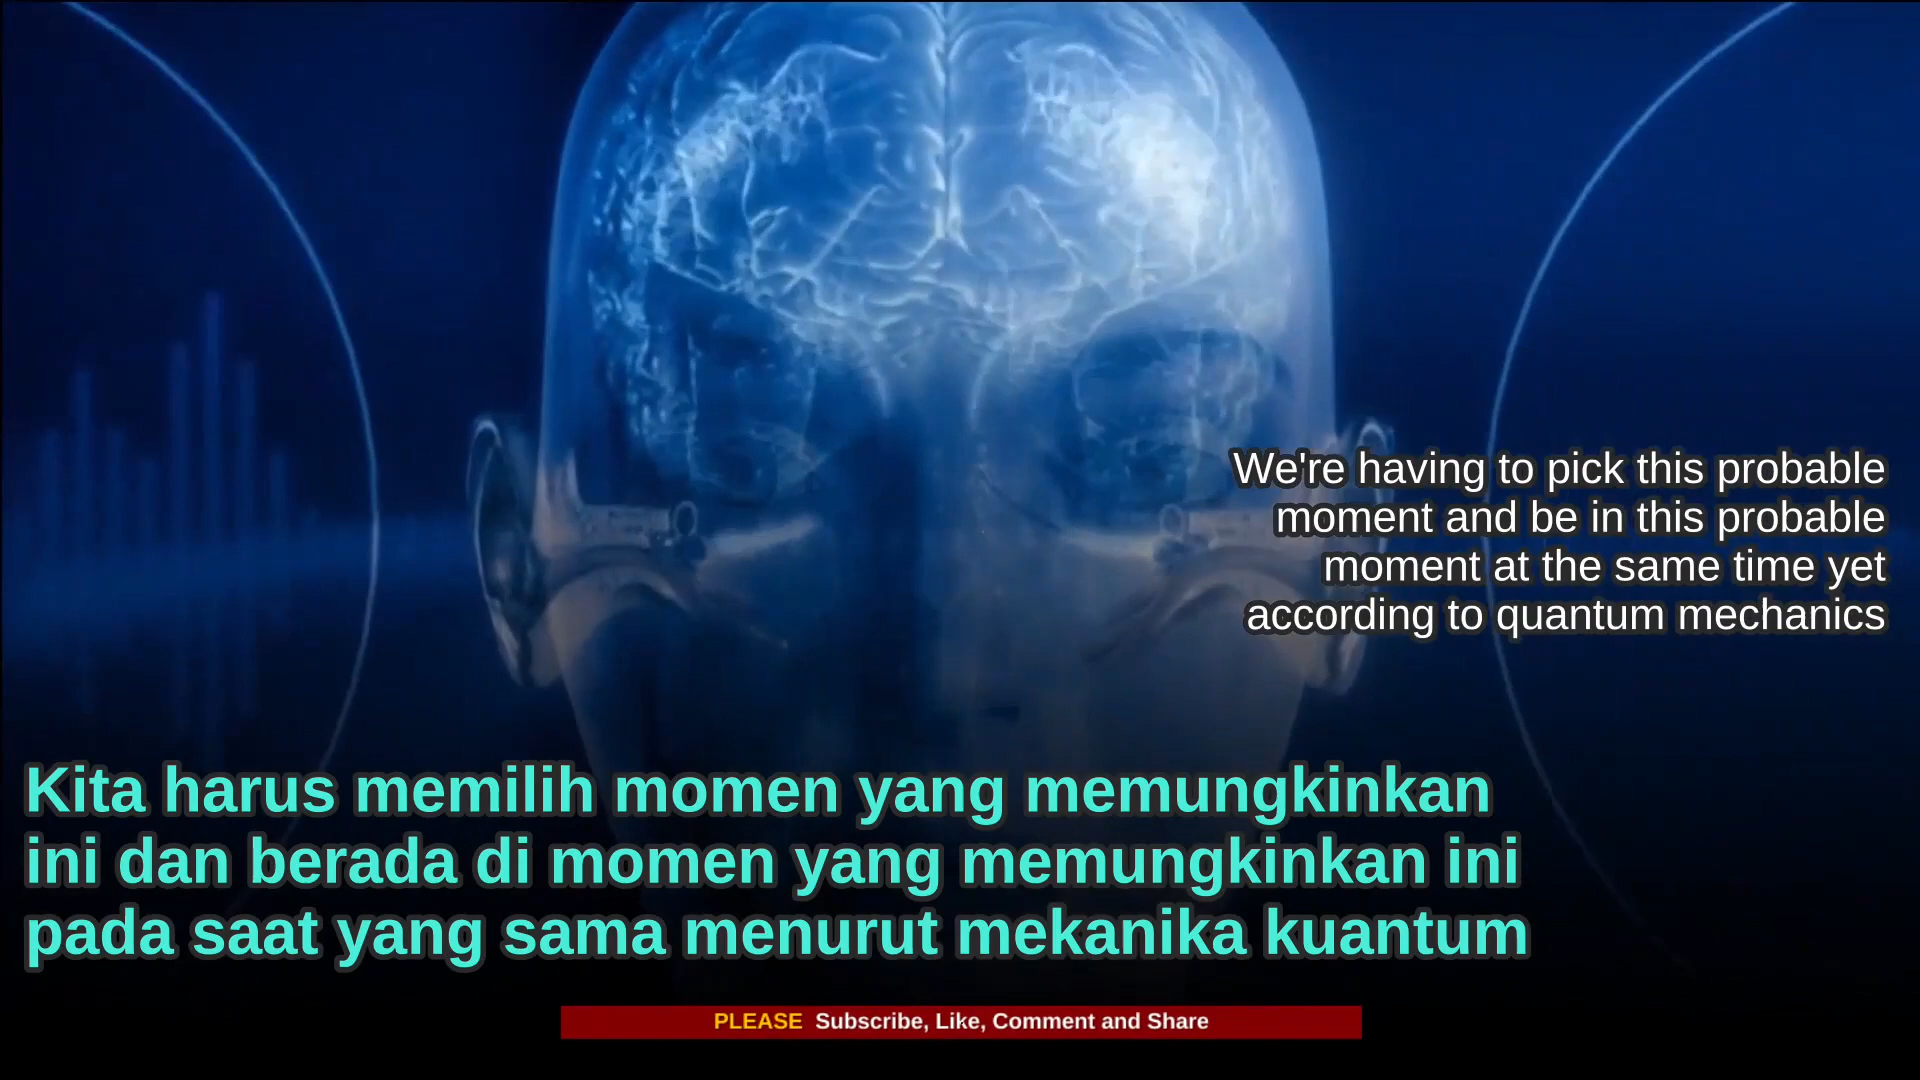 We're having to pick this probable
moment and be in this probable
moment at the same time yet
according to quantum mechanics
Kita harus memilih momen yang memungkinkan
ini dan berada di momen yang memungkinkan ini
pada saat yang sama menurut mekanika kuantum
PLEASE Subscribe, Like, Comment and Share